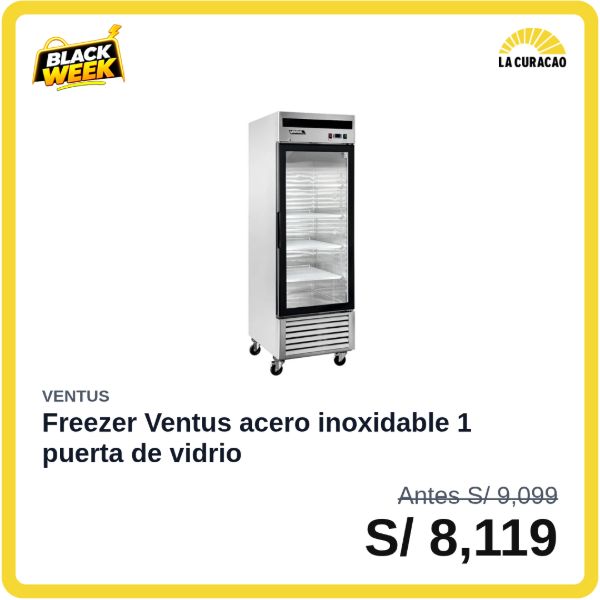 BLACK
WEEK
LA CURACAO
VENTUS
Freezer Ventus acero inoxidable 1
puerta de vidrio
Antes S/ 9,099
S/ 8,119